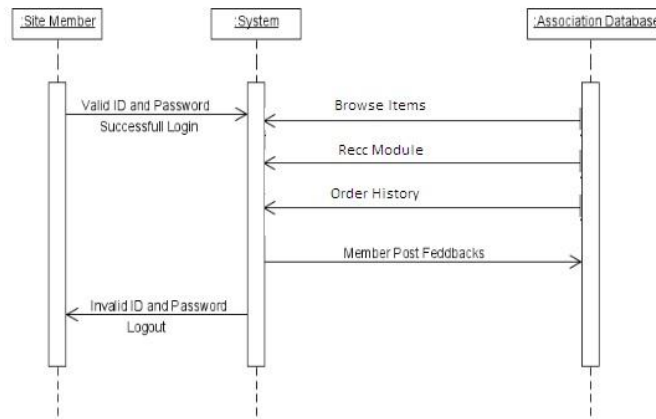 :Site Member
:System
:Association Database
Valid ID and Password
Successfull Login
Browse Items
Recc Module
Order History
Member Post Feddbacks
Invalid ID and Password
Logout